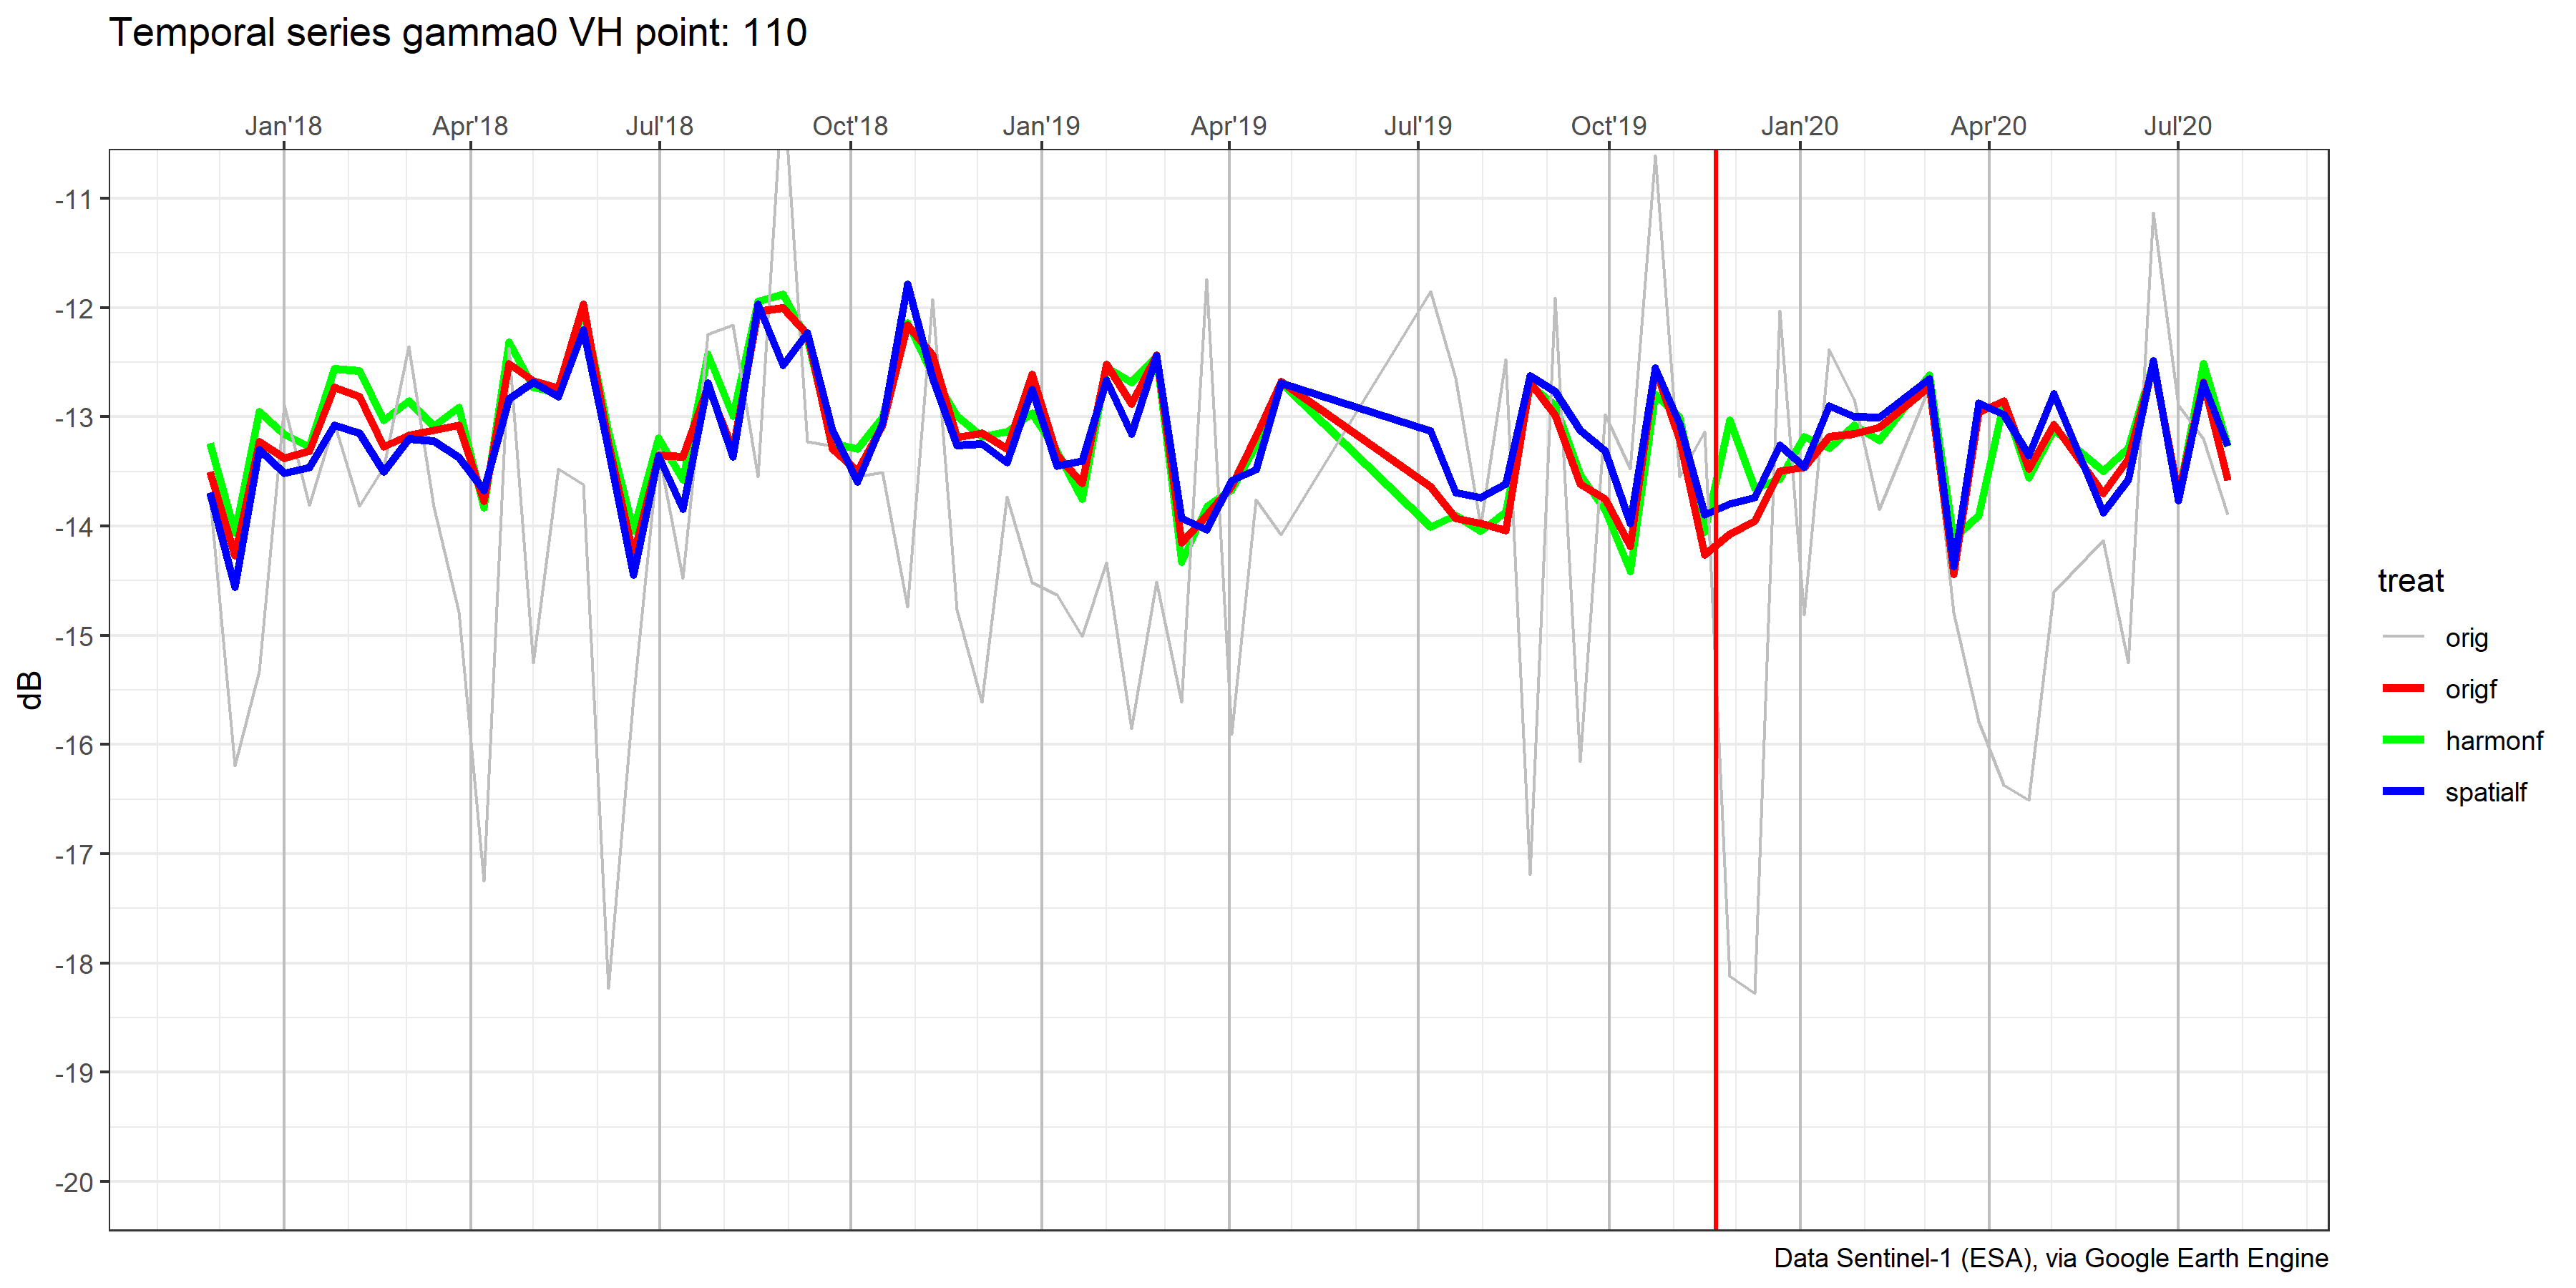 Temporal series gamma0 VH point: 110
Jan'18 Apr'18 Jul'18 Oct'18 Jan'19 Apr'19 Jul'19 Oct'19 Jan'20 Apr'20 Jul'20
-11
-12
-13
-14
-15
-16
-17
-18
-19
-20
dB
treat
orig
origf
harmonf
spatialf
Data Sentinel-1 (ESA), via Google Earth Engine